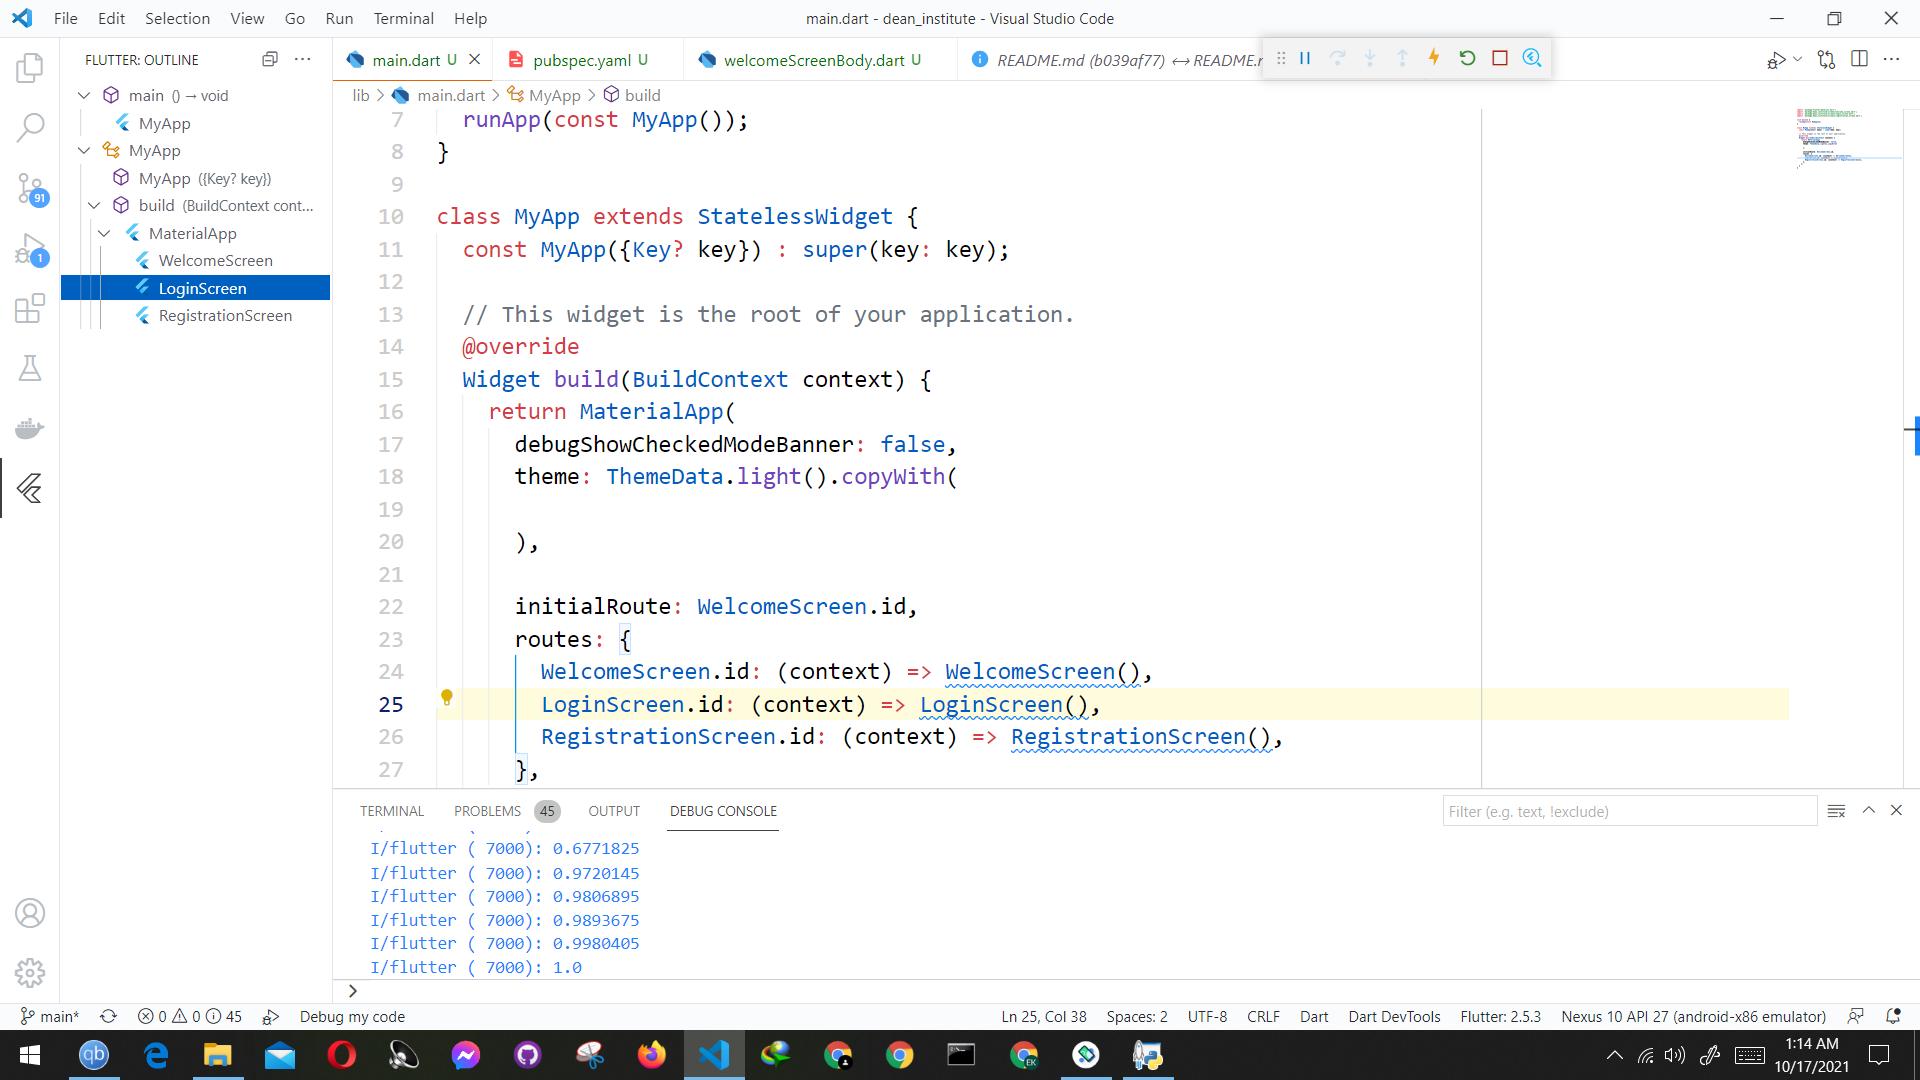 File Edit Selection View Go Run Terminal Help
main.dart - dean_institute - Visual Studio Code
FLUTTER: OUTLINE
main () → void
MyApp
MyApp
MyApp ({Key? key})
build (BuildContext cont...
MaterialApp
WelcomeScreen
LoginScreen
RegistrationScreen
91
1
main.dart U
pubspec.yaml U
welcomeScreenBody.dart U
README.md (b039af77) ↔ README.r
lib > main.dart > MyApp > build
7 runApp(const MyApp());
8 }
9
10 class MyApp extends StatelessWidget {
11 const MyApp({Key? key}) : super(key: key);
12
13 // This widget is the root of your application.
14 @override
15 Widget build(BuildContext context) {
16 return MaterialApp(
17 debugShowCheckedModeBanner: false,
18 theme: ThemeData.light().copyWith(
19
20 ),
21
22 initialRoute: WelcomeScreen.id,
23 routes: {
24 WelcomeScreen.id: (context) => WelcomeScreen(),
25 LoginScreen.id: (context) => LoginScreen(),
26 RegistrationScreen.id: (context) => RegistrationScreen(),
27 },
TERMINAL PROBLEMS 45 OUTPUT DEBUG CONSOLE
Filter (e.g. text, !exclude)
I/flutter ( 7000): 0.6771825
I/flutter ( 7000): 0.9720145
I/flutter ( 7000): 0.9806895
I/flutter ( 7000): 0.9893675
I/flutter ( 7000): 0.9980405
I/flutter ( 7000): 1.0
>
main* 0 0 45 Debug my code
Ln 25, Col 38 Spaces: 2 UTF-8 CRLF Dart Dart DevTools Flutter: 2.5.3 Nexus 10 API 27 (android-x86 emulator)
qb
EK
1:14 AM
10/17/2021